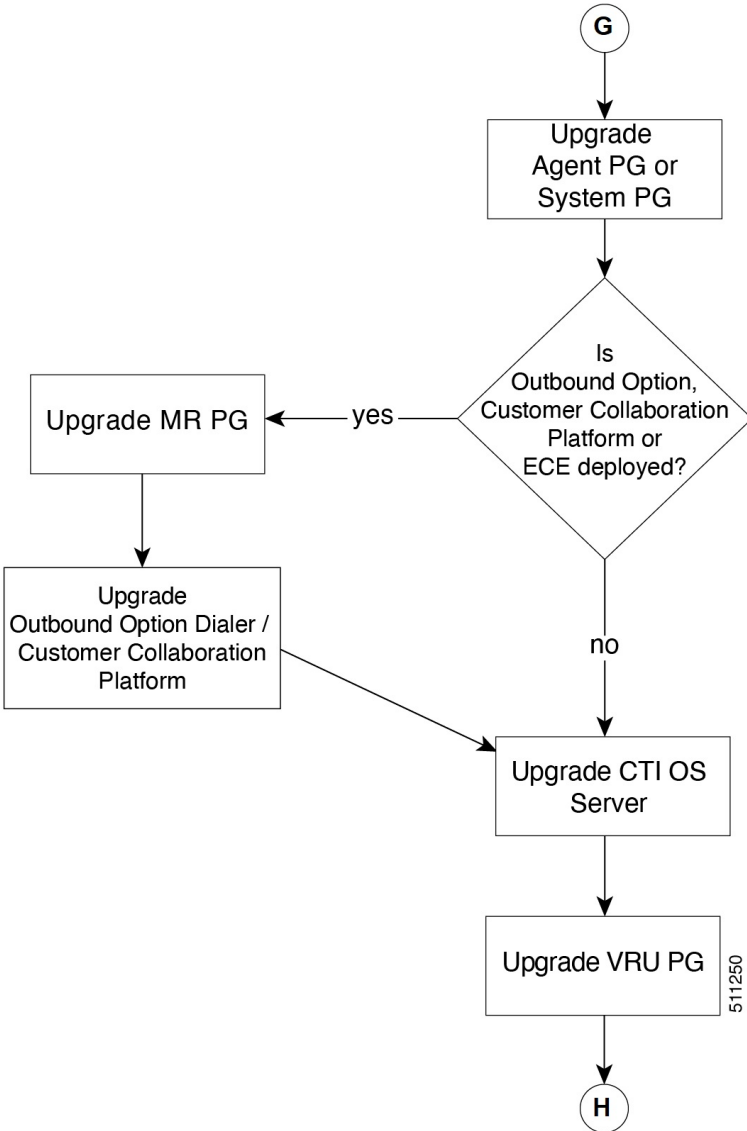 G
Upgrade
Agent PG or
System PG
Is
Outbound Option,
Customer Collaboration
Platform or
ECE deployed?
yes
Upgrade MR PG
Upgrade
Outbound Option Dialer /
Customer Collaboration
Platform
no
Upgrade CTI OS
Server
Upgrade VRU PG
511250
H